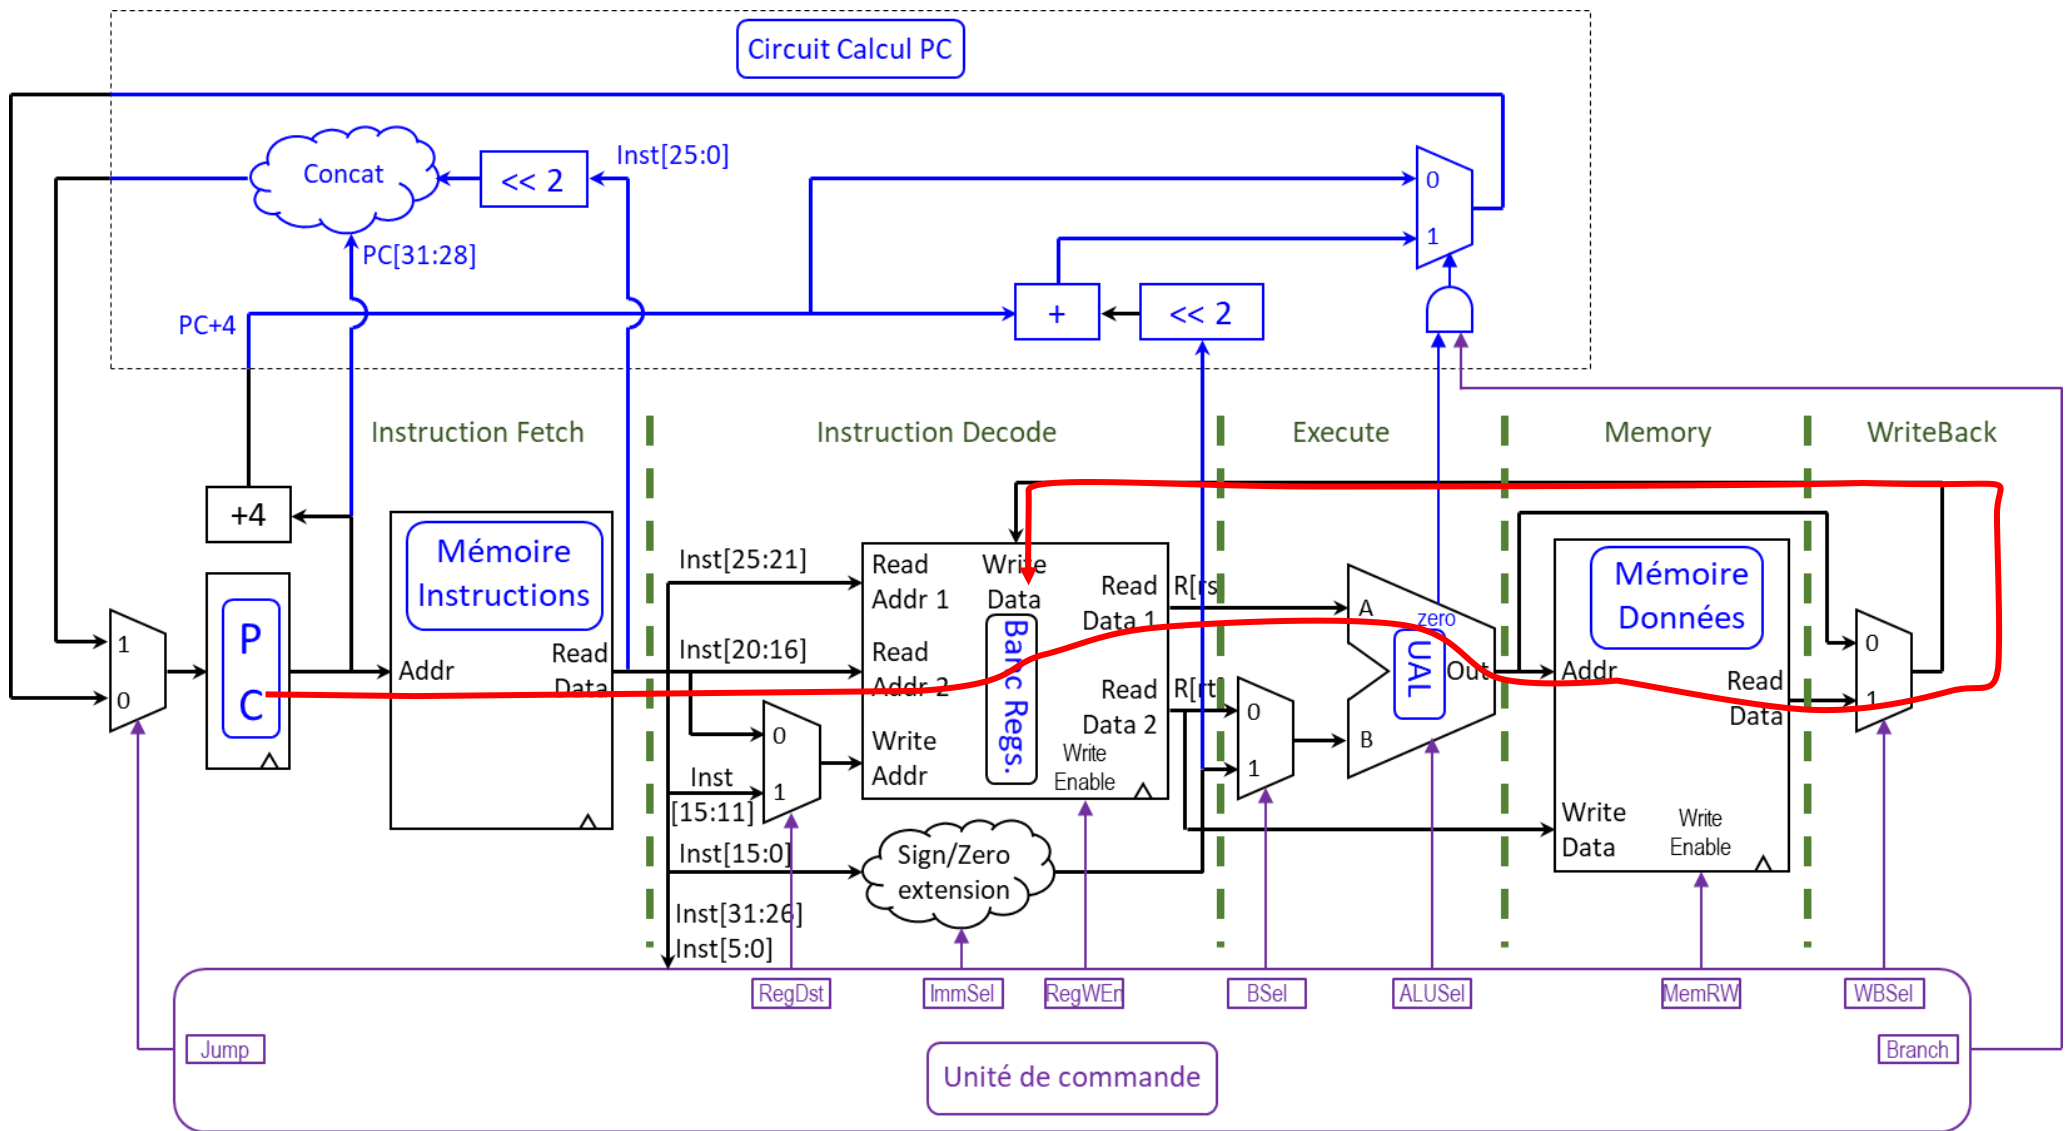 Circuit Calcul PC
Concat
<< 2
Inst[25:0]
0
1
PC[31:28]
PC+4
+
<< 2
Instruction Fetch
Instruction Decode
Execute
Memory
WriteBack
+4
Mémoire
Instructions
P
C
1
0
Addr
Read
Data
Inst[25:21]
Inst[20:16]
Inst
[15:11]
Inst[15:0]
Inst[31:26]
Inst[5:0]
0
1
Read
Addr 1
Read
Addr 2
Write
Addr
Write
Data
Banc Regs.
Read
Data 1
Read
Data 2
Write
Enable
Sign/Zero
extension
R[rs
R[rt]
0
1
A
B
zero
UAL
Out
Mémoire
Données
Addr
Read
Data
Write
Data
Write
Enable
0
1
RegDst
ImmSel
RegWEn
BSel
ALUSel
MemRW
WBSel
Jump
Branch
Unité de commande